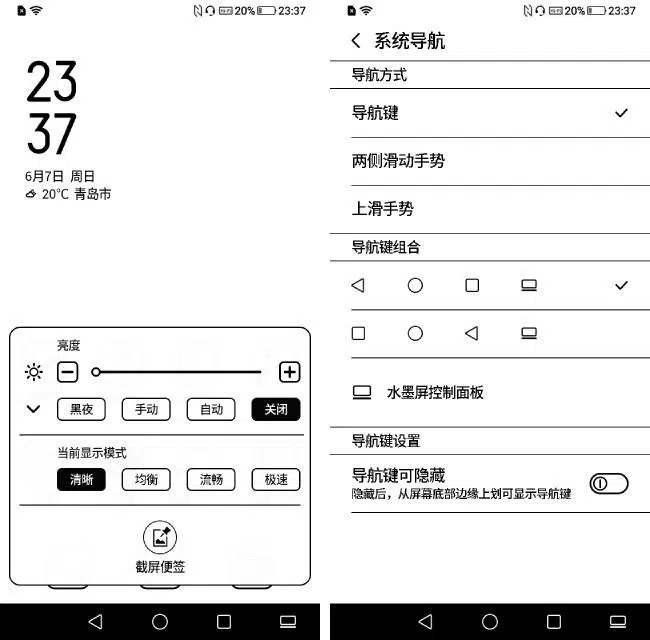 20% 23:37
23
37
6月7日 周日
20℃ 青岛市
亮度
黑夜 手动 自动 关闭
当前显示模式
清晰 均衡 流畅 极速
截屏便签
20% 23:37
系统导航
导航方式
导航键
两侧滑动手势
上滑手势
导航键组合
水墨屏控制面板
导航键设置
导航键可隐藏
隐藏后，从屏幕底部边缘上划可显示导航键